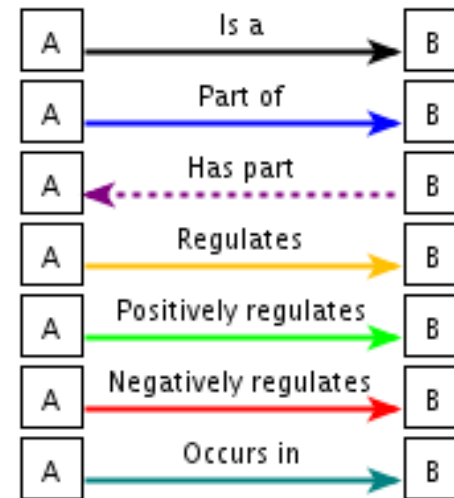 Is a
A B
Part of
A B
Has part
A B
Regulates
A B
Positively regulates
A B
Negatively regulates
A B
Occurs in
A B